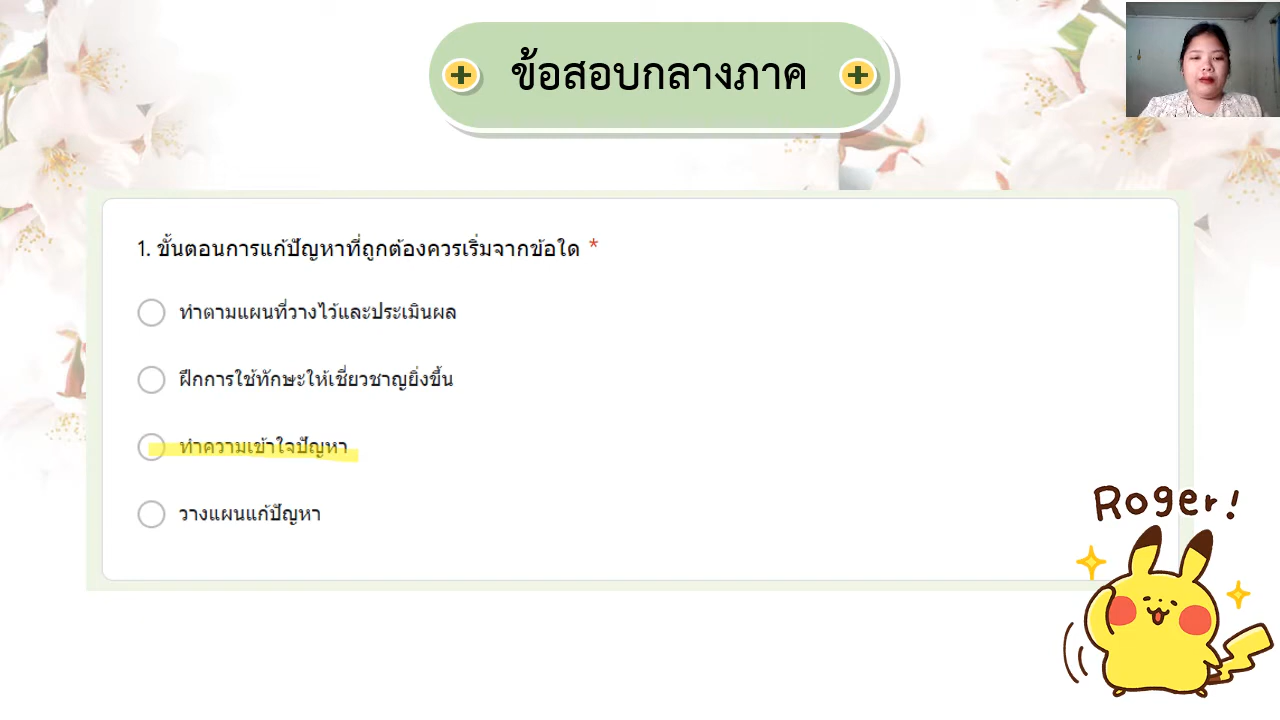 ข้อสอบกลางภาค
1. ขั้นตอนการแก้ปัญหาที่ถูกต้องควรเริ่มจากข้อใด *
ทำตามแผนที่วางไว้และประเมินผล
ฝึกการใช้ทักษะให้เชี่ยวชาญยิ่งขึ้น
ทำความเข้าใจปัญหา
วางแผนแก้ปัญหา
Roger!